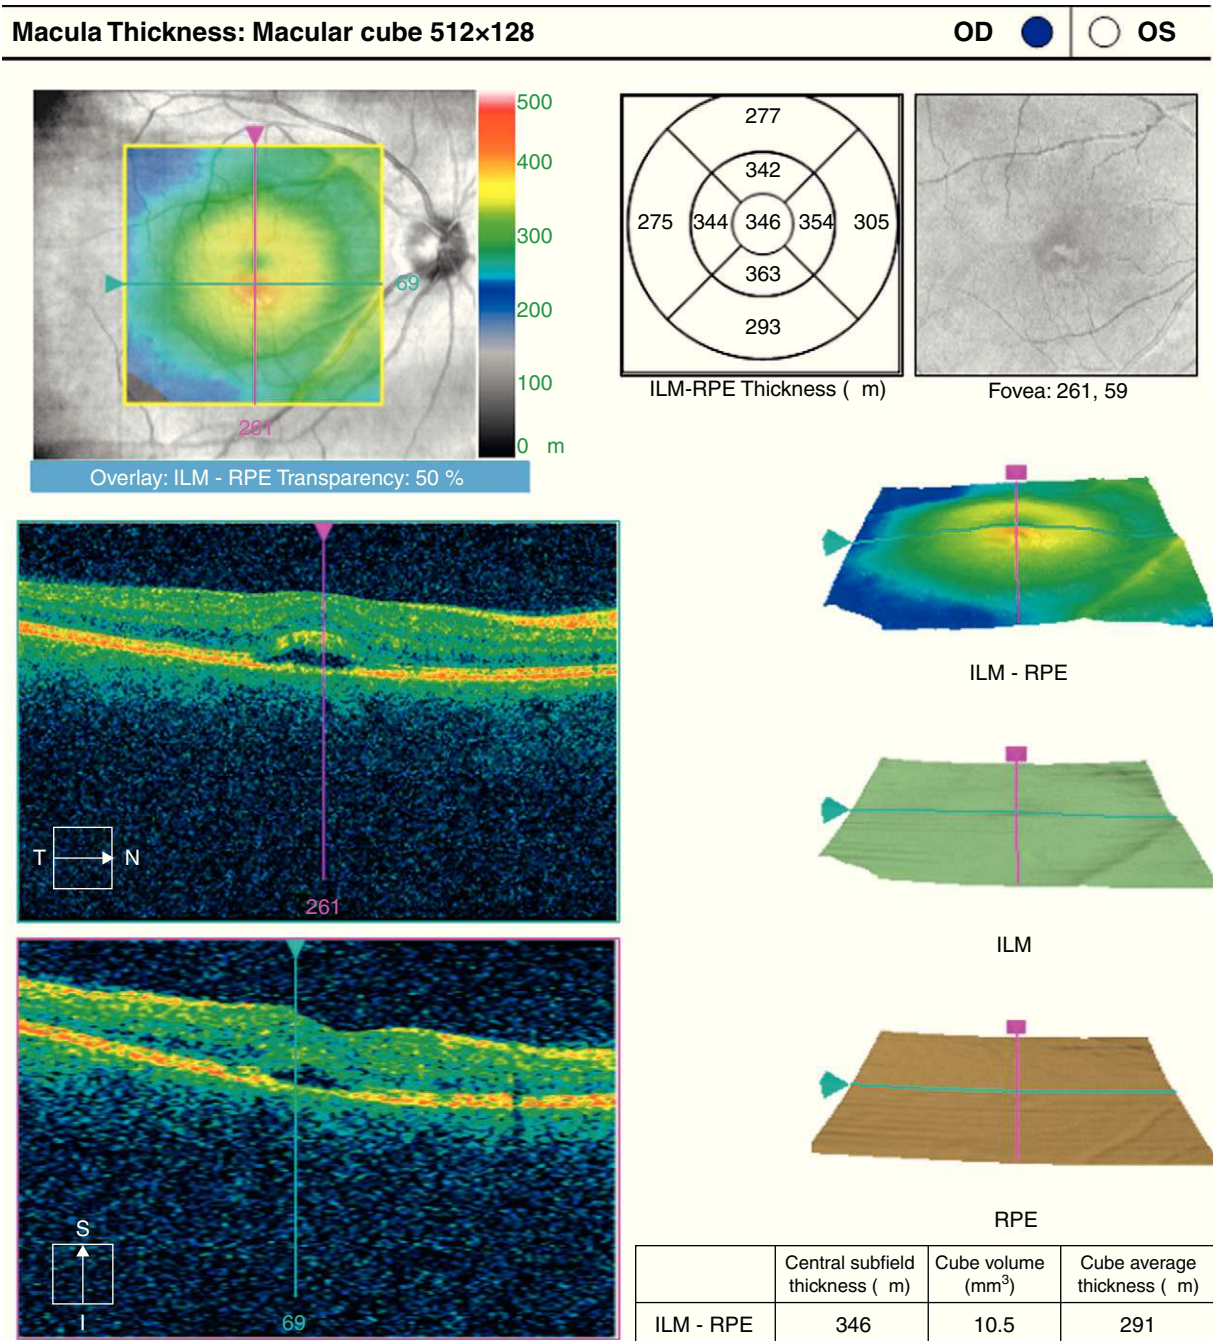 Macula Thickness: Macular cube 512×128
OD
OS
500
400
300
200
100
0 m
69
261
Overlay: ILM - RPE Transparency: 50 %
277
342
275 344 346 354 305
363
293
ILM-RPE Thickness ( m)
Fovea: 261, 59
T N
261
S
I
69
ILM - RPE
ILM
RPE
Central subfield thickness ( m)
Cube volume (mm³)
Cube average thickness ( m)
ILM - RPE 346 10.5 291